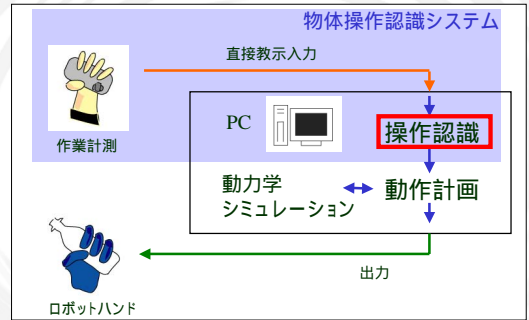 物体操作認識システム
直接教示入力
作業計測
PC
操作認識
動力学
シミュレーション
動作計画
出力
ロボットハンド